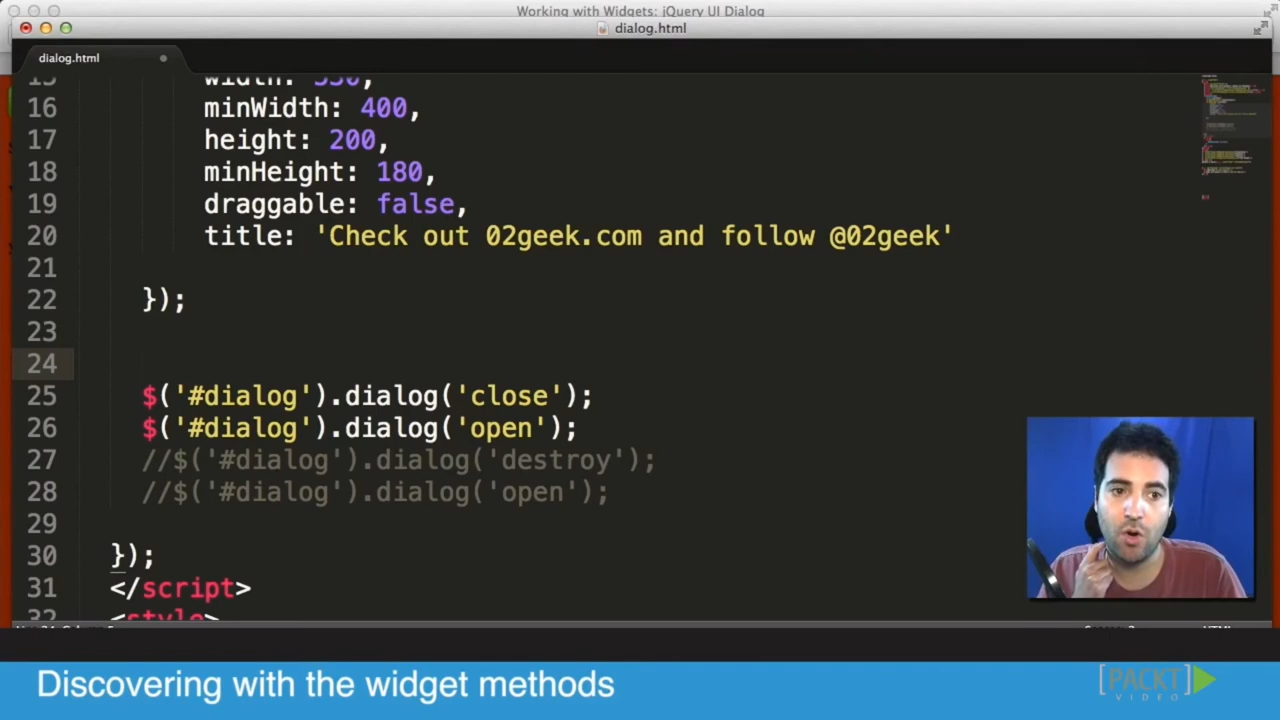 Working with Widgets: jQuery UI Dialog
dialog.html
dialog.html
16 minWidth: 400,
17 height: 200,
18 minHeight: 180,
19 draggable: false,
20 title: 'Check out 02geek.com and follow @02geek'
21
22 });
23
24
25 $('#dialog').dialog('close');
26 $('#dialog').dialog('open');
27 //$('#dialog').dialog('destroy');
28 //$('#dialog').dialog('open');
29
30 });
31 </script>
32 <style>
Discovering with the widget methods
[PACKT]
VIDEO